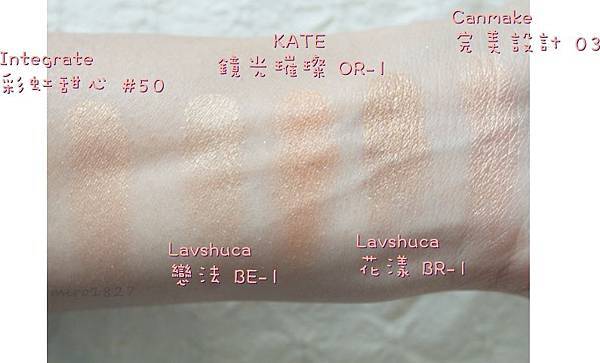 Integrate
彩虹甜心 #50
KATE
鏡光璀璨 OR-1
Canmake
完美設計 03
Lavshuca
戀法 BE-1
Lavshuca
花漾 BR-1